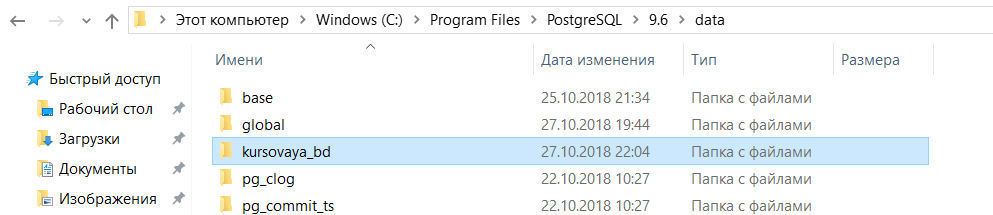 Этот компьютер > Windows (C:) > Program Files > PostgreSQL > 9.6 > data
Имени Дата изменения Тип Размера
Быстрый доступ
Рабочий стол
Загрузки
Документы
Изображения
base 25.10.2018 21:34 Папка с файлами
global 27.10.2018 19:44 Папка с файлами
kursovaya_bd 27.10.2018 22:04 Папка с файлами
pg_clog 22.10.2018 10:27 Папка с файлами
pg_commit_ts 22.10.2018 10:27 Папка с файлами